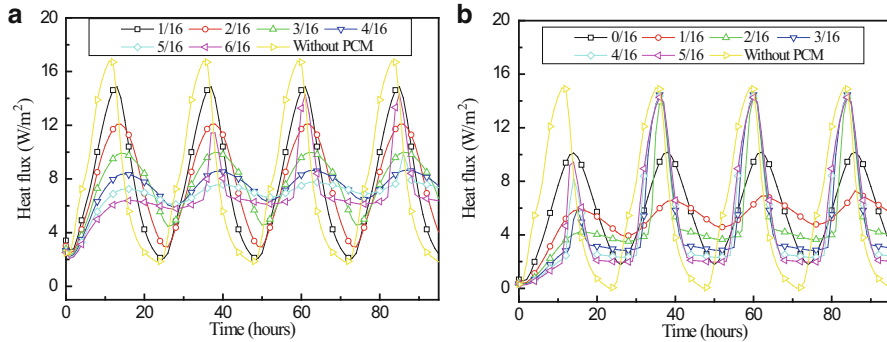 a
1/16 2/16 3/16 4/16
5/16 6/16 Without PCM
Heat flux (W/m²)
20
16
12
8
4
0
0 20 40 60 80
Time (hours)
b
0/16 1/16 2/16 3/16
4/16 5/16 Without PCM
Heat flux (W/m²)
20
16
12
8
4
0
0 20 40 60 80
Time (hours)